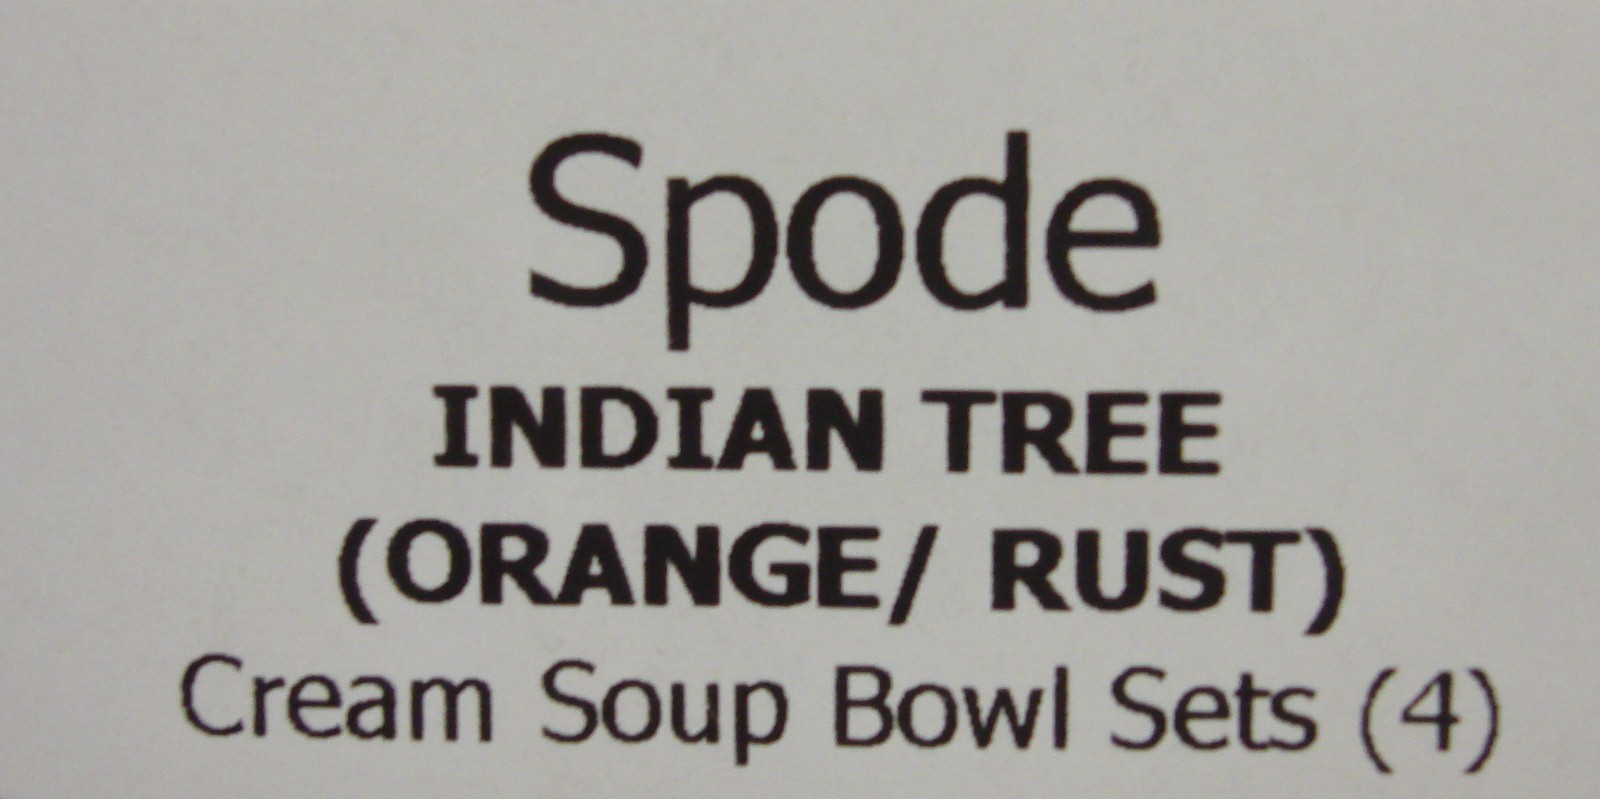 Spode
INDIAN TREE
(ORANGE/ RUST)
Cream Soup Bowl Sets (4)